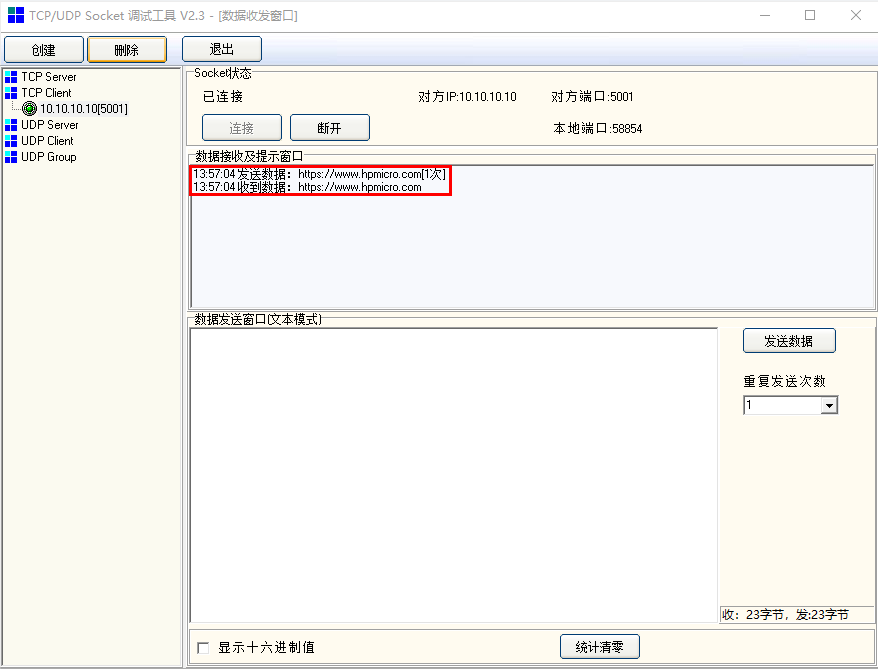 TCP/UDP Socket 调试工具 V2.3 - [数据收发窗口]
创建 删除 退出
TCP Server
TCP Client
10.10.10.10[5001]
UDP Server
UDP Client
UDP Group
Socket状态
已连接 对方IP:10.10.10.10 对方端口:5001
连接 断开 本地端口:58854
数据接收及提示窗口
13:57:04 发送数据：https://www.hpmicro.com[1次]
13:57:04 收到数据：https://www.hpmicro.com
数据发送窗口(文本模式)
发送数据
重复发送次数
1
收：23字节，发:23字节
显示十六进制值 统计清零